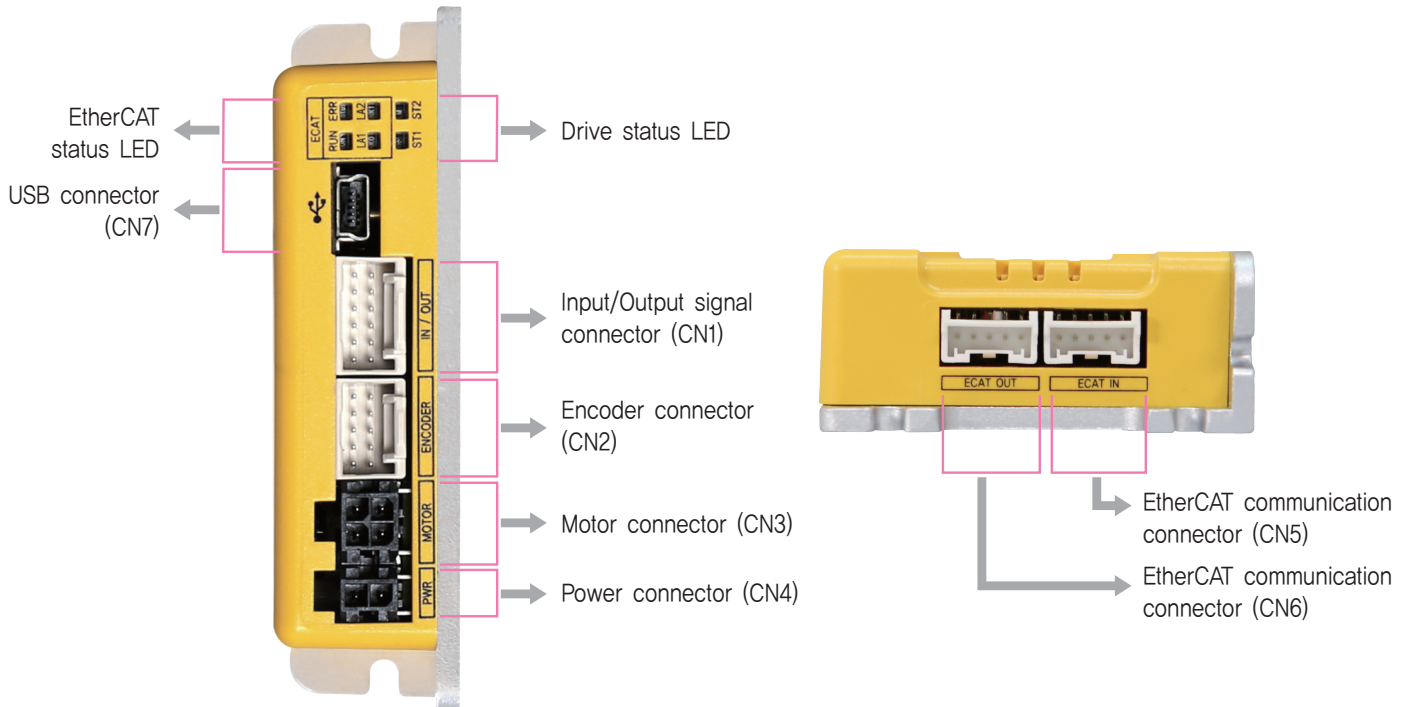 EtherCAT
status LED
USB connector
(CN7)
ECAT
RUN ERR
LA1 LA2
ST1 ST2
IN / OUT
ENCODER
MOTOR
PWR
Drive status LED
Input/Output signal
connector (CN1)
Encoder connector
(CN2)
Motor connector (CN3)
Power connector (CN4)
ECAT OUT
ECAT IN
EtherCAT communication
connector (CN5)
EtherCAT communication
connector (CN6)